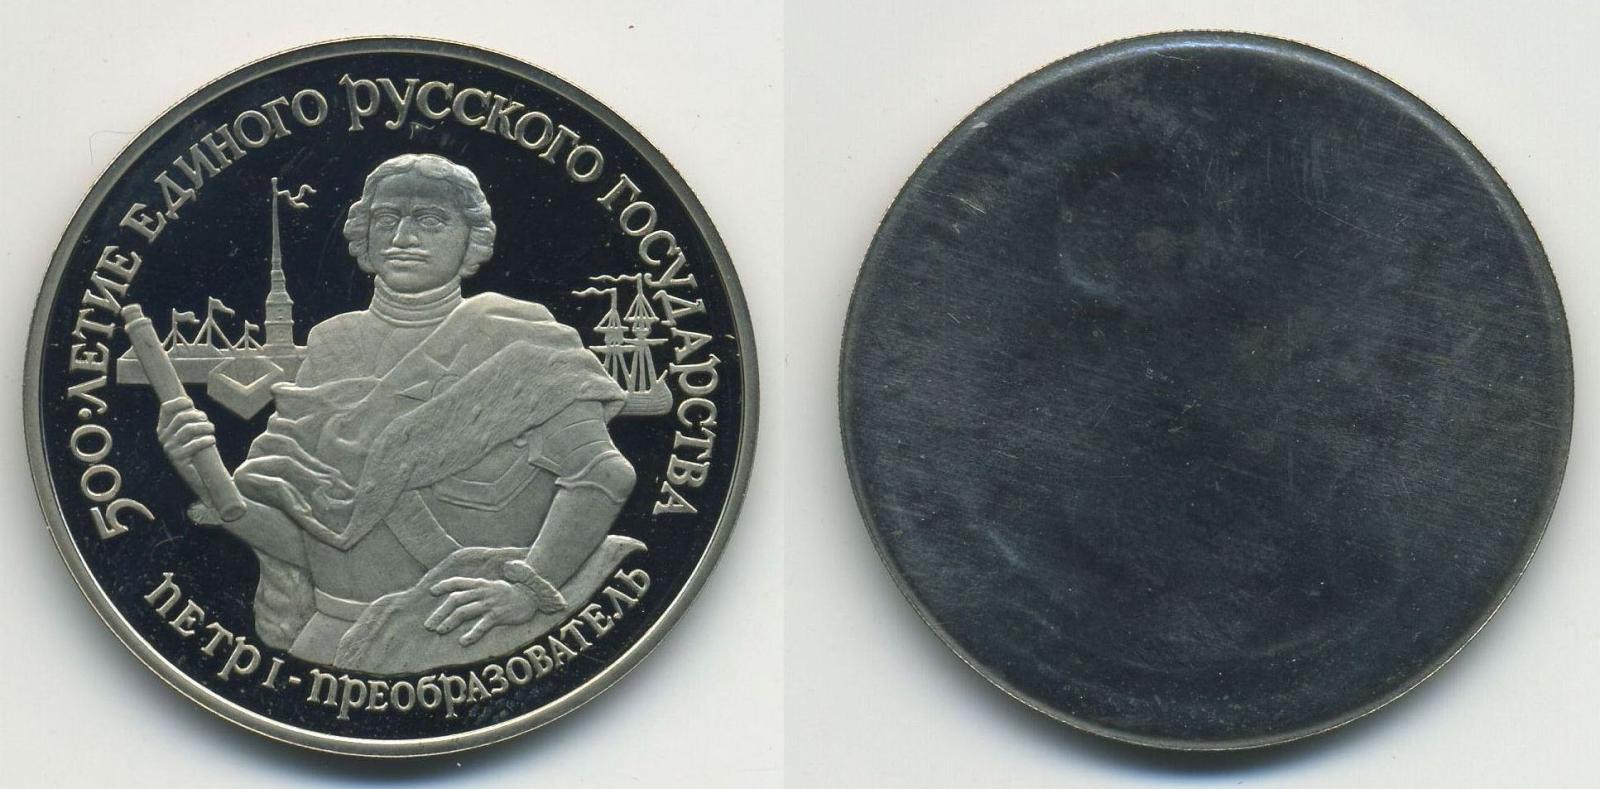 500·ЛЕТИЕ ЕДИНОГО РУССКОГО ГОСУДАРСТВА
ПЕТР I - ПРЕОБРАЗОВАТЕЛЬ